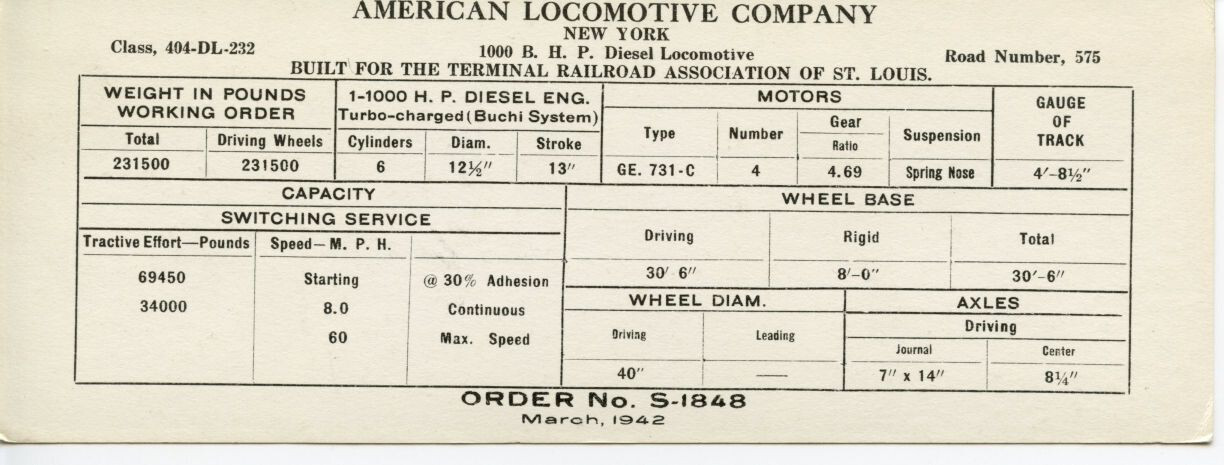 AMERICAN LOCOMOTIVE COMPANY
NEW YORK
Class, 404-DL-232
1000 B. H. P. Diesel Locomotive
Road Number, 575
BUILT FOR THE TERMINAL RAILROAD ASSOCIATION OF ST. LOUIS.
WEIGHT IN POUNDS
WORKING ORDER
Total Driving Wheels
231500 231500
1-1000 H. P. DIESEL ENG.
Turbo-charged (Buchi System)
Cylinders Diam. Stroke
6 12½" 13"
MOTORS
Type Number Gear Ratio Suspension
GE. 731-C 4 4.69 Spring Nose
GAUGE
OF
TRACK
4'-8½"
CAPACITY
SWITCHING SERVICE
Tractive Effort—Pounds Speed—M. P. H.
69450 Starting @ 30% Adhesion
34000 8.0 Continuous
60 Max. Speed
WHEEL BASE
Driving Rigid Total
30' 6" 8'-0" 30'-6"
WHEEL DIAM.
Driving Leading
40" —
AXLES
Driving
Journal Center
7" x 14" 8¼"
ORDER No. S-1848
March, 1942